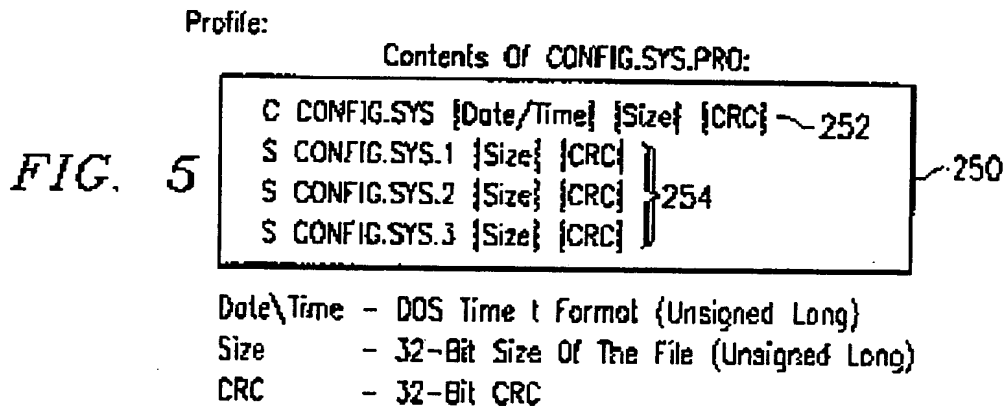 Profile:
Contents Of CONFIG.SYS.PRO:
C CONFIG.SYS {Date/Time} {Size} {CRC} 252
S CONFIG.SYS.1 {Size} {CRC}
S CONFIG.SYS.2 {Size} {CRC} 254
S CONFIG.SYS.3 {Size} {CRC}
250
FIG. 5
Date\Time - DOS Time t Format (Unsigned Long)
Size - 32-Bit Size Of The File (Unsigned Long)
CRC - 32-Bit CRC